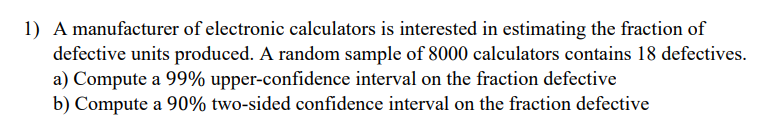 1) A manufacturer of electronic calculators is interested in estimating the fraction of
defective units produced. A random sample of 8000 calculators contains 18 defectives.
a) Compute a 99% upper-confidence interval on the fraction defective
b) Compute a 90% two-sided confidence interval on the fraction defective